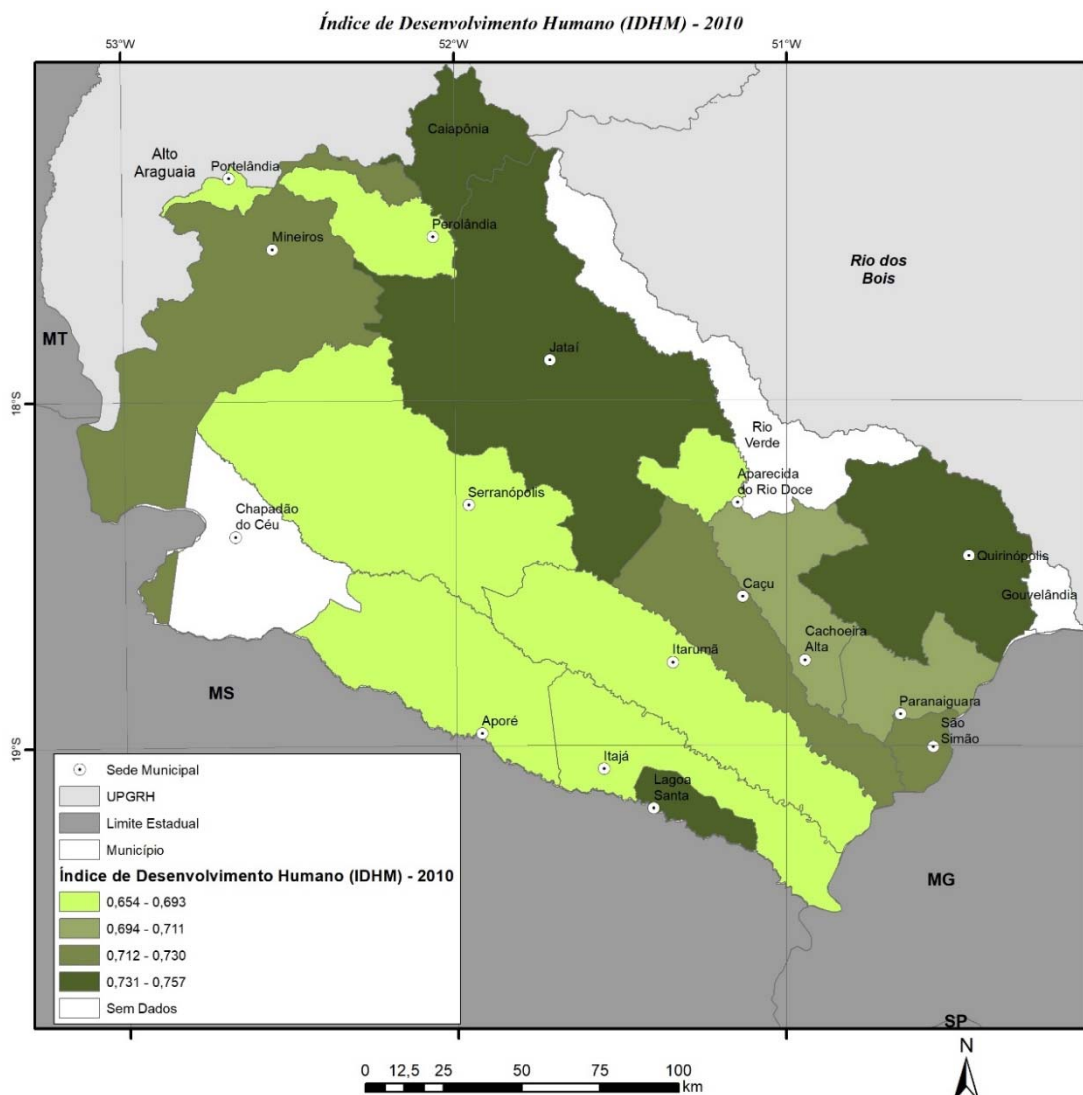 Índice de Desenvolvimento Humano (IDHM) - 2010
53°W
52°W
51°W
Caiapônia
Alto
Araguaia
Portelândia
Perolândia
Mineiros
Rio dos
Bois
MT
Jataí
18°S
Rio
Verde
Aparecida
do Rio Doce
Serranópolis
Chapadão
do Céu
Quirinópolis
Caçu
Gouvelândia
Cachoeira
Alta
Itarumã
MS
Paranaiguara
Aporé
São
Simão
19°S
Itajá
Lagoa
Santa
MG
Sede Municipal
UPGRH
Limite Estadual
Município
Índice de Desenvolvimento Humano (IDHM) - 2010
0,654 - 0,693
0,694 - 0,711
0,712 - 0,730
0,731 - 0,757
Sem Dados
SP
N
0 12,5 25 50 75 100
km